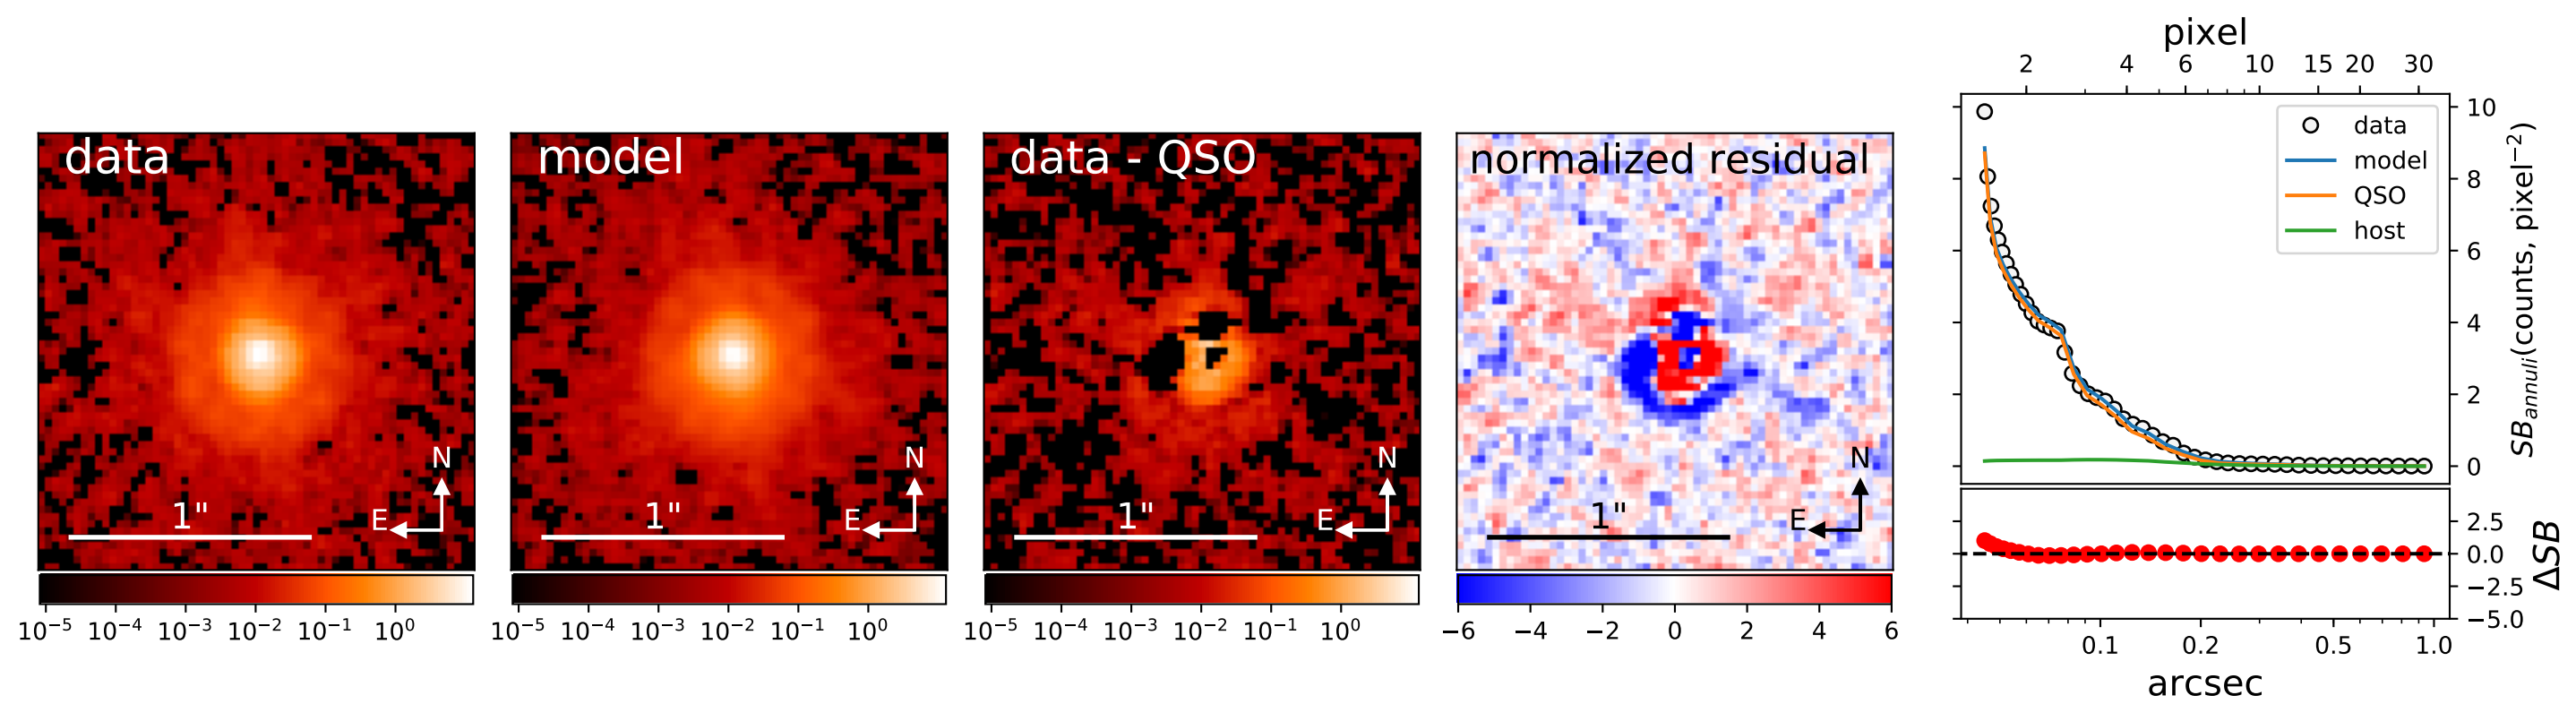 data
N
E
1"
10⁻⁵ 10⁻⁴ 10⁻³ 10⁻² 10⁻¹ 10⁰
model
N
E
1"
10⁻⁵ 10⁻⁴ 10⁻³ 10⁻² 10⁻¹ 10⁰
data - QSO
N
E
1"
10⁻⁵ 10⁻⁴ 10⁻³ 10⁻² 10⁻¹ 10⁰
normalized residual
N
E
1"
−6 −4 −2 0 2 4 6
pixel
2 4 6 10 15 20 30
data
model
QSO
host
10
8
6
4
2
0
SB_annuli(counts, pixel⁻²)
2.5
0.0
−2.5
−5.0
ΔSB
0.1 0.2 0.5 1.0
arcsec